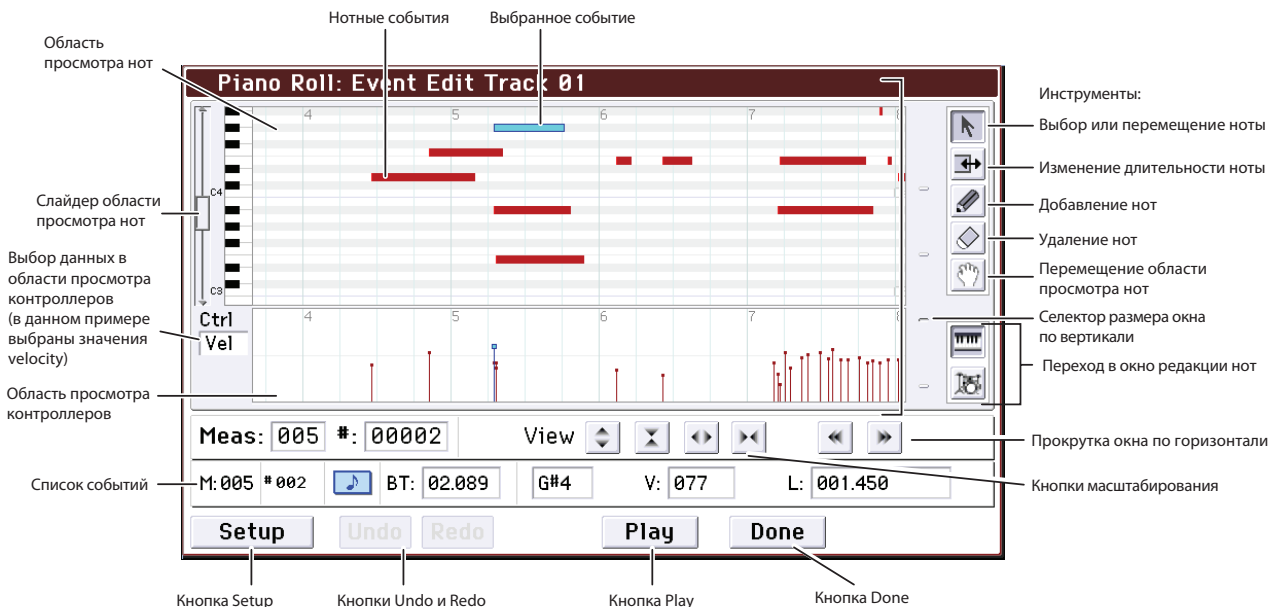 Нотные события
Выбранное событие
Область
просмотра нот
Piano Roll: Event Edit Track 01
Инструменты:
4 5 6 7 8
Выбор или перемещение ноты
Изменение длительности ноты
C4
Слайдер области
просмотра нот
Добавление нот
Удаление нот
Выбор данных в
области просмотра
контроллеров
(в данном примере
выбраны значения
velocity)
Перемещение области
просмотра нот
C3
Ctrl
4 5 6 7 8
Vel
Селектор размера окна
по вертикали
Переход в окно редакции нот
Область просмотра
контроллеров
Meas: 005 #: 00002 View
Прокрутка окна по горизонтали
Список событий
M:005 #002 BT: 02.089 G#4 V: 077 L: 001.450
Кнопки масштабирования
Setup Undo Redo Play Done
Кнопка Setup
Кнопки Undo и Redo
Кнопка Play
Кнопка Done